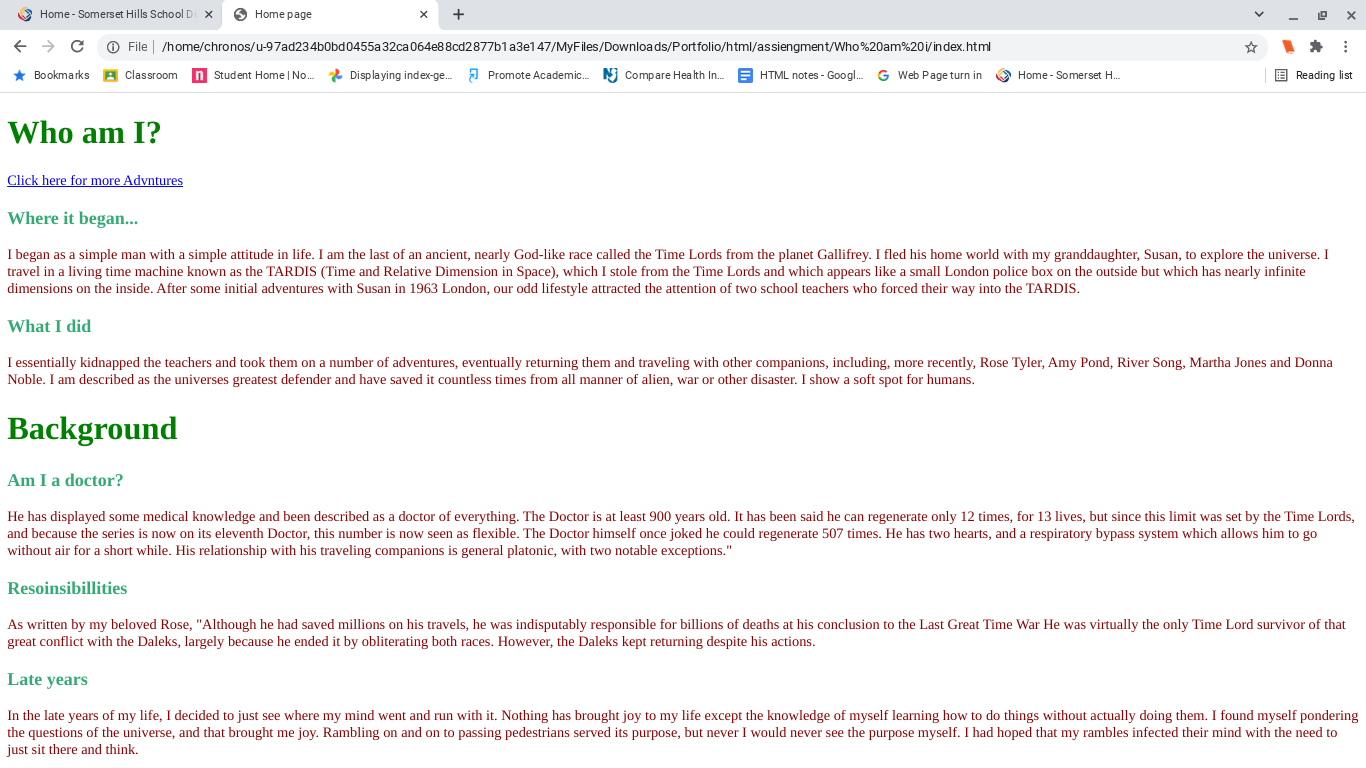 Home - Somerset Hills School D
Home page
File
/home/chronos/u-97ad234b0bd0455a32ca064e88cd2877b1a3e147/MyFiles/Downloads/Portfolio/html/assiengment/Who%20am%20i/index.html
Bookmarks
Classroom
Student Home | No...
Displaying index-ge...
Promote Academic...
Compare Health In...
HTML notes - Googl...
Web Page turn in
Home - Somerset H...
Reading list
Who am I?
Click here for more Advntures
Where it began...
I began as a simple man with a simple attitude in life. I am the last of an ancient, nearly God-like race called the Time Lords from the planet Gallifrey. I fled his home world with my granddaughter, Susan, to explore the universe. I
travel in a living time machine known as the TARDIS (Time and Relative Dimension in Space), which I stole from the Time Lords and which appears like a small London police box on the outside but which has nearly infinite
dimensions on the inside. After some initial adventures with Susan in 1963 London, our odd lifestyle attracted the attention of two school teachers who forced their way into the TARDIS.
What I did
I essentially kidnapped the teachers and took them on a number of adventures, eventually returning them and traveling with other companions, including, more recently, Rose Tyler, Amy Pond, River Song, Martha Jones and Donna
Noble. I am described as the universes greatest defender and have saved it countless times from all manner of alien, war or other disaster. I show a soft spot for humans.
Background
Am I a doctor?
He has displayed some medical knowledge and been described as a doctor of everything. The Doctor is at least 900 years old. It has been said he can regenerate only 12 times, for 13 lives, but since this limit was set by the Time Lords,
and because the series is now on its eleventh Doctor, this number is now seen as flexible. The Doctor himself once joked he could regenerate 507 times. He has two hearts, and a respiratory bypass system which allows him to go
without air for a short while. His relationship with his traveling companions is general platonic, with two notable exceptions."
Resoinsibillities
As written by my beloved Rose, "Although he had saved millions on his travels, he was indisputably responsible for billions of deaths at his conclusion to the Last Great Time War He was virtually the only Time Lord survivor of that
great conflict with the Daleks, largely because he ended it by obliterating both races. However, the Daleks kept returning despite his actions.
Late years
In the late years of my life, I decided to just see where my mind went and run with it. Nothing has brought joy to my life except the knowledge of myself learning how to do things without actually doing them. I found myself pondering
the questions of the universe, and that brought me joy. Rambling on and on to passing pedestrians served its purpose, but never I would never see the purpose myself. I had hoped that my rambles infected their mind with the need to
just sit there and think.